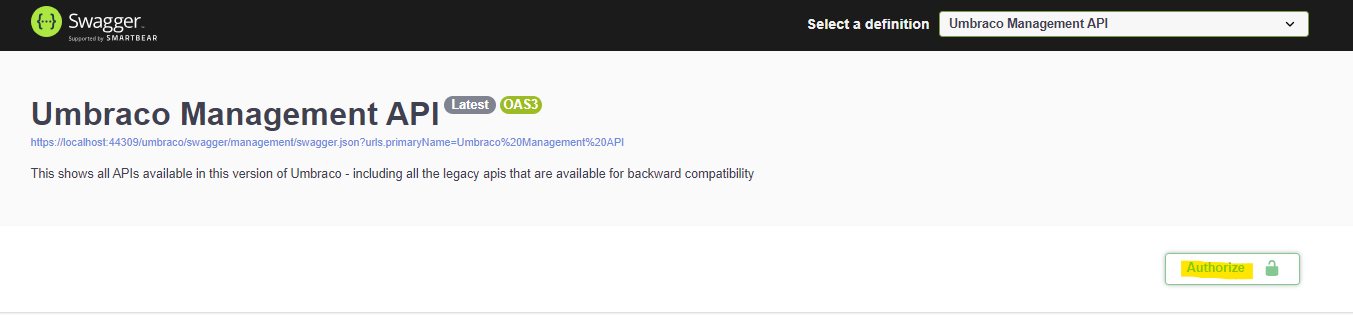 Swagger
Supported by SMARTBEAR
Select a definition
Umbraco Management API
Umbraco Management API Latest OAS3
https://localhost:44309/umbraco/swagger/management/swagger.json?urls.primaryName=Umbraco%20Management%20API
This shows all APIs available in this version of Umbraco - including all the legacy apis that are available for backward compatibility
Authorize